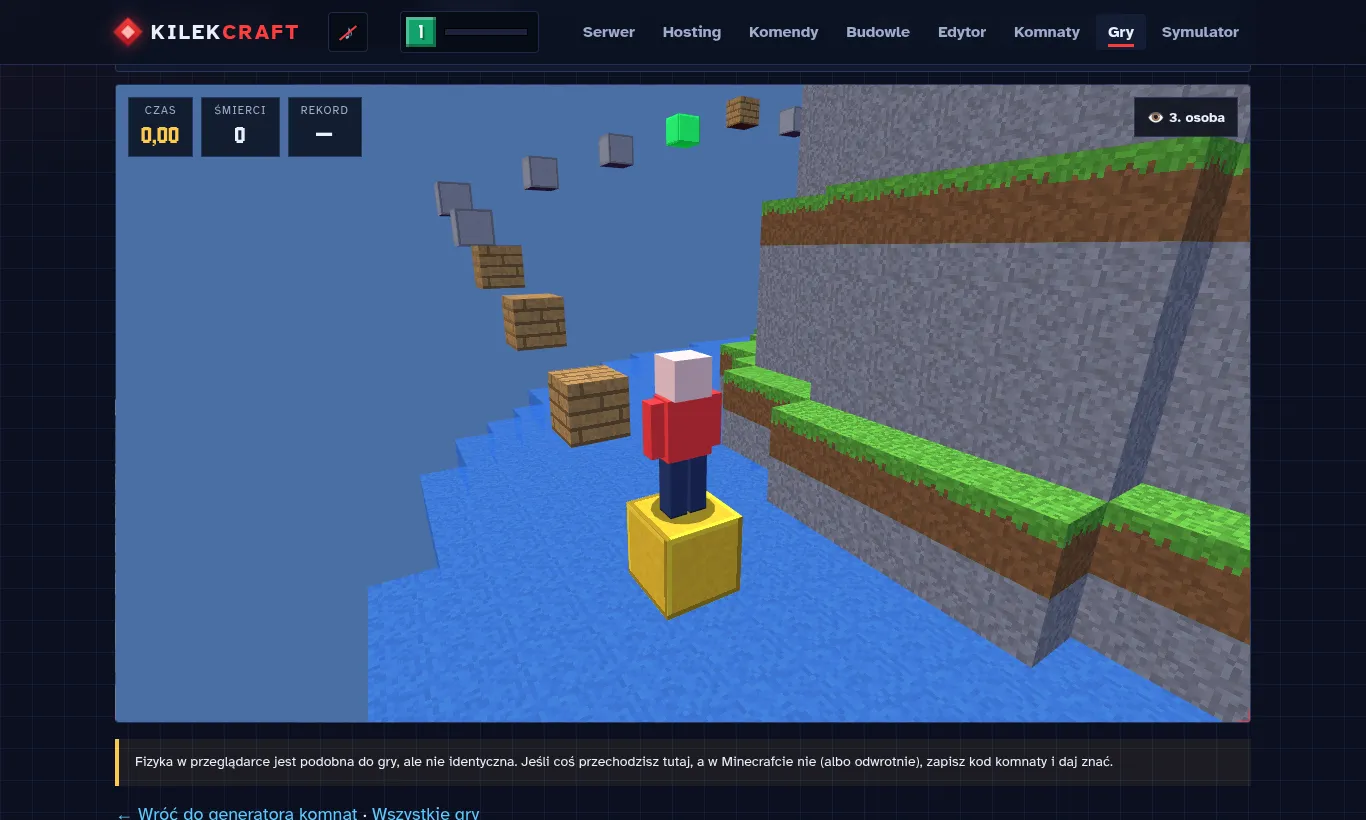 KILEKCRAFT
1
Serwer
Hosting
Komendy
Budowle
Edytor
Komnaty
Gry
Symulator
CZAS
0,00
ŚMIERCI
0
REKORD
—
3. osoba
Fizyka w przeglądarce jest podobna do gry, ale nie identyczna. Jeśli coś przechodzisz tutaj, a w Minecrafcie nie (albo odwrotnie), zapisz kod komnaty i daj znać.
← Wróć do generatora komnat · Wszystkie gry